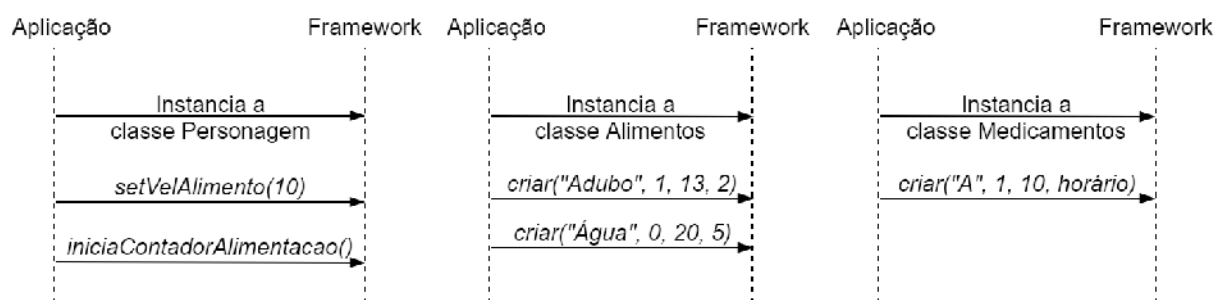 Aplicação Framework
Instancia a
classe Personagem
setVelAlimento(10)
iniciaContadorAlimentacao()
Aplicação Framework
Instancia a
classe Alimentos
criar("Adubo", 1, 13, 2)
criar("Água", 0, 20, 5)
Aplicação Framework
Instancia a
classe Medicamentos
criar("A", 1, 10, horário)